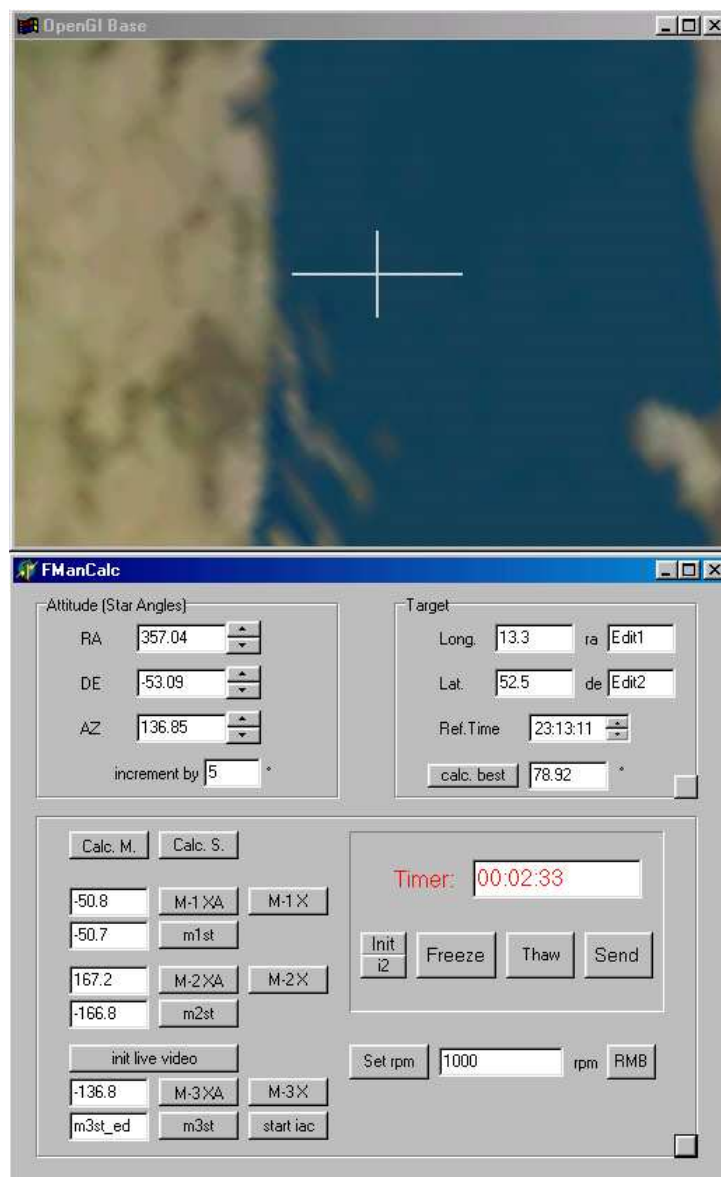 OpenGl Base
FManCalc
Attitude (Star Angles)
RA 357.04
DE -53.09
AZ 136.85
increment by 5 °
Target
Long. 13.3 ra Edit1
Lat. 52.5 de Edit2
Ref.Time 23:13:11
calc. best 78.92 °
Calc. M. Calc. S.
-50.8 M-1 XA M-1 X
-50.7 m1st
167.2 M-2 XA M-2 X
-166.8 m2st
init live video
-136.8 M-3 XA M-3 X
m3st_ed m3st start iac
Timer: 00:02:33
Init
i2
Freeze Thaw Send
Set rpm 1000 rpm RMB